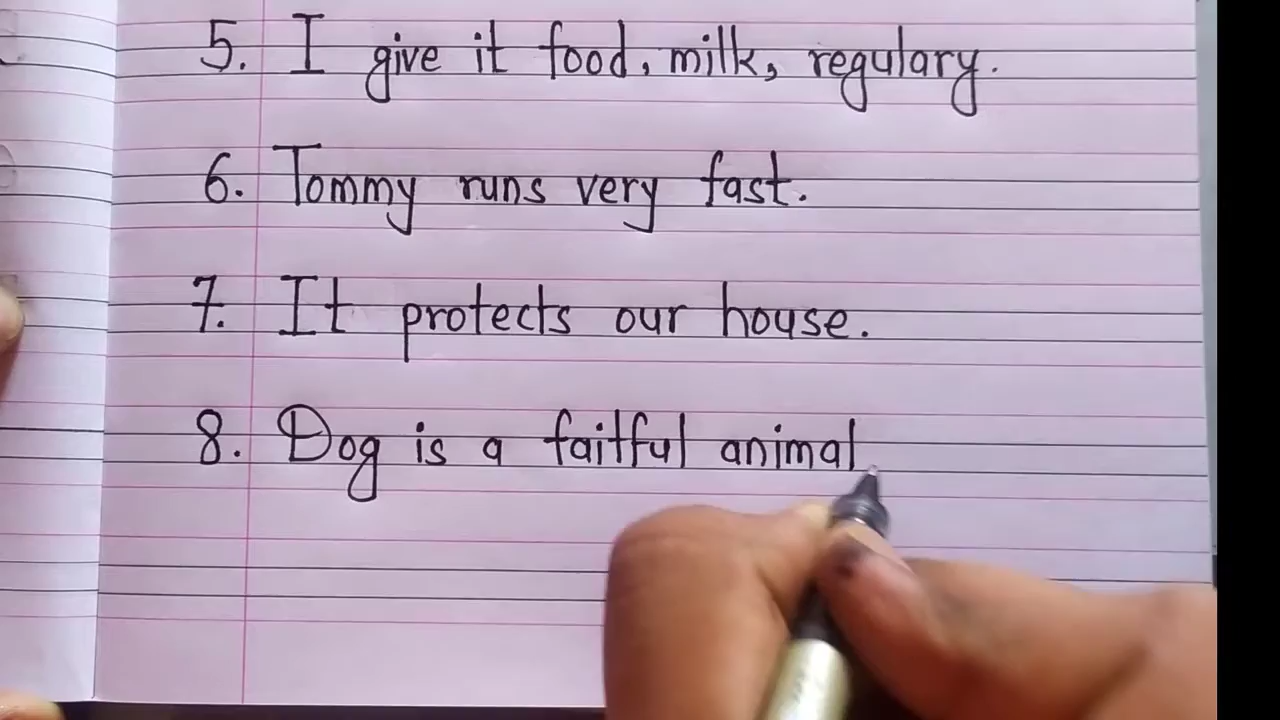 5. I give it food, milk, regulary.
6. Tommy runs very fast.
7. It protects our house.
8. Dog is a faitful animal